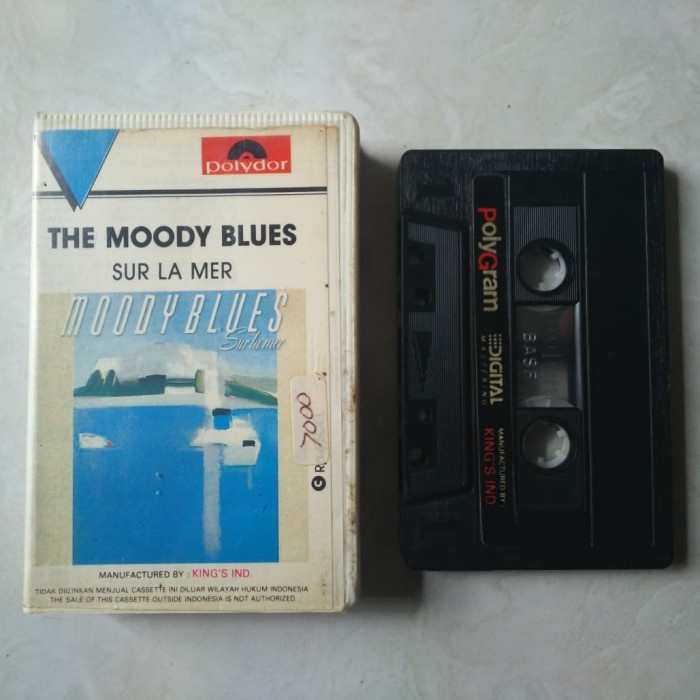 polydor
THE MOODY BLUES
SUR LA MER
MOODY BLUES
Sur la mer
7000
MANUFACTURED BY : KING'S IND.
TIDAK DIIZINKAN MENJUAL CASSETTE INI DILUAR WILAYAH HUKUM INDONESIA
THE SALE OF THIS CASSETTE OUTSIDE INDONESIA IS NOT AUTHORIZED
PolyGram
DIGITAL
MASTERING
MANUFACTURED BY :
KING'S IND
BASF